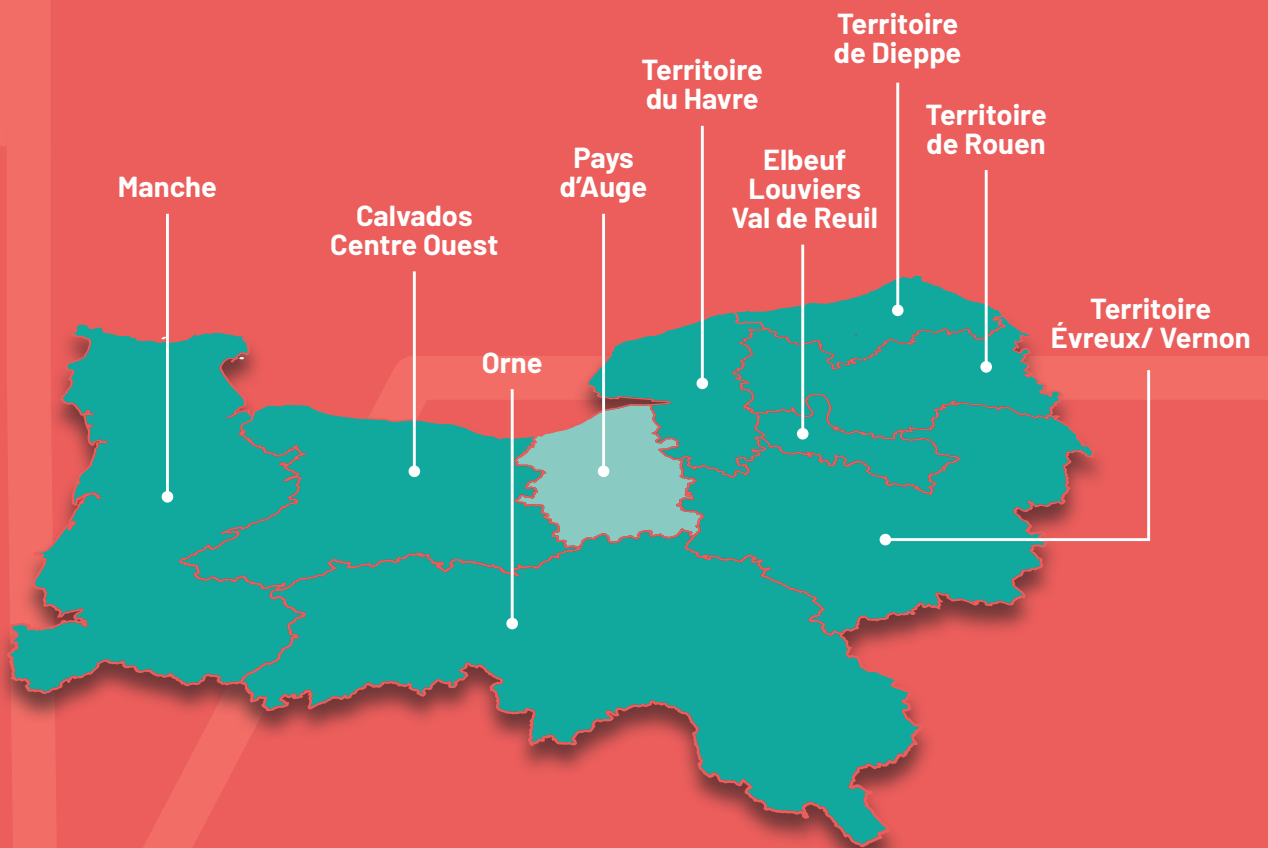 Territoire
de Dieppe
Territoire
du Havre
Territoire
de Rouen
Pays
d’Auge
Elbeuf
Louviers
Val de Reuil
Manche
Calvados
Centre Ouest
Territoire
Évreux/ Vernon
Orne